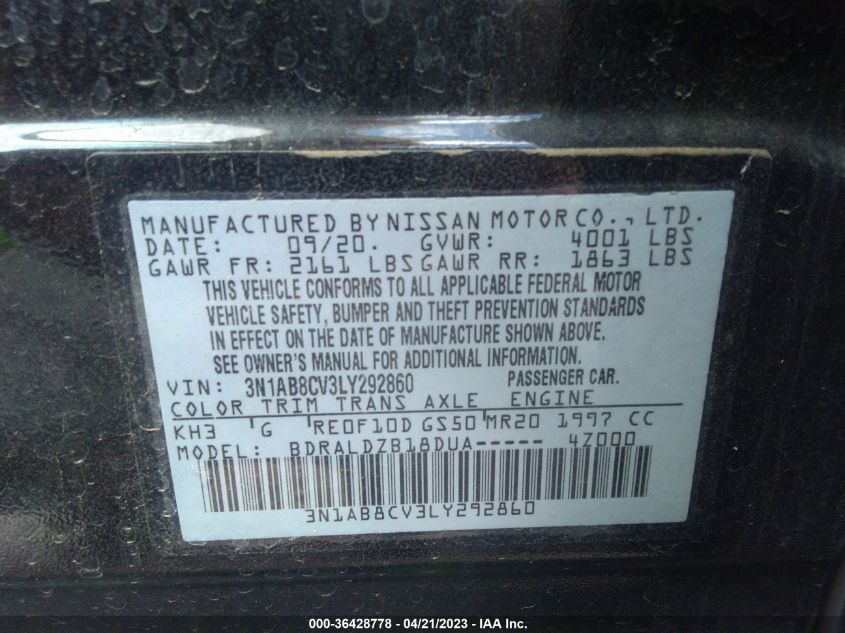 MANUFACTURED BY NISSAN MOTOR CO., LTD.
DATE: 09/20. GVWR: 4001 LBS
GAWR FR: 2161 LBS GAWR RR: 1863 LBS
THIS VEHICLE CONFORMS TO ALL APPLICABLE FEDERAL MOTOR
VEHICLE SAFETY, BUMPER AND THEFT PREVENTION STANDARDS
IN EFFECT ON THE DATE OF MANUFACTURE SHOWN ABOVE.
SEE OWNER'S MANUAL FOR ADDITIONAL INFORMATION.
VIN: 3N1AB8CV3LY292860 PASSENGER CAR.
COLOR TRIM TRANS AXLE ENGINE
KH3 G RE0F10D GS50 MR20 1997 CC
MODEL: BDRALDZB18DUA----- 4Z000
3N1AB8CV3LY292860
000-36428778 - 04/21/2023 - IAA Inc.